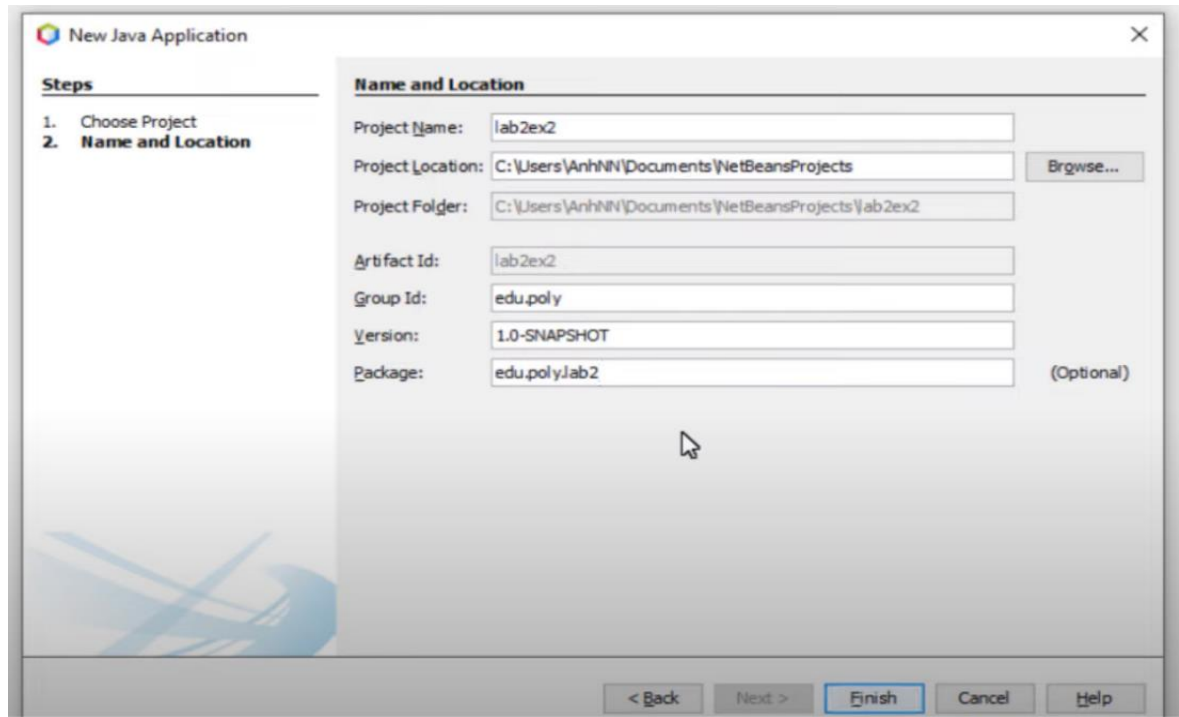 New Java Application
Steps
1. Choose Project
2. Name and Location
Name and Location
Project Name: lab2ex2
Project Location: C:\Users\AnhNN\Documents\NetBeansProjects Browse...
Project Folder: C:\Users\AnhNN\Documents\NetBeansProjects\lab2ex2
Artifact Id: lab2ex2
Group Id: edu.poly
Version: 1.0-SNAPSHOT
Package: edu.poly.lab2 (Optional)
< Back Next > Finish Cancel Help